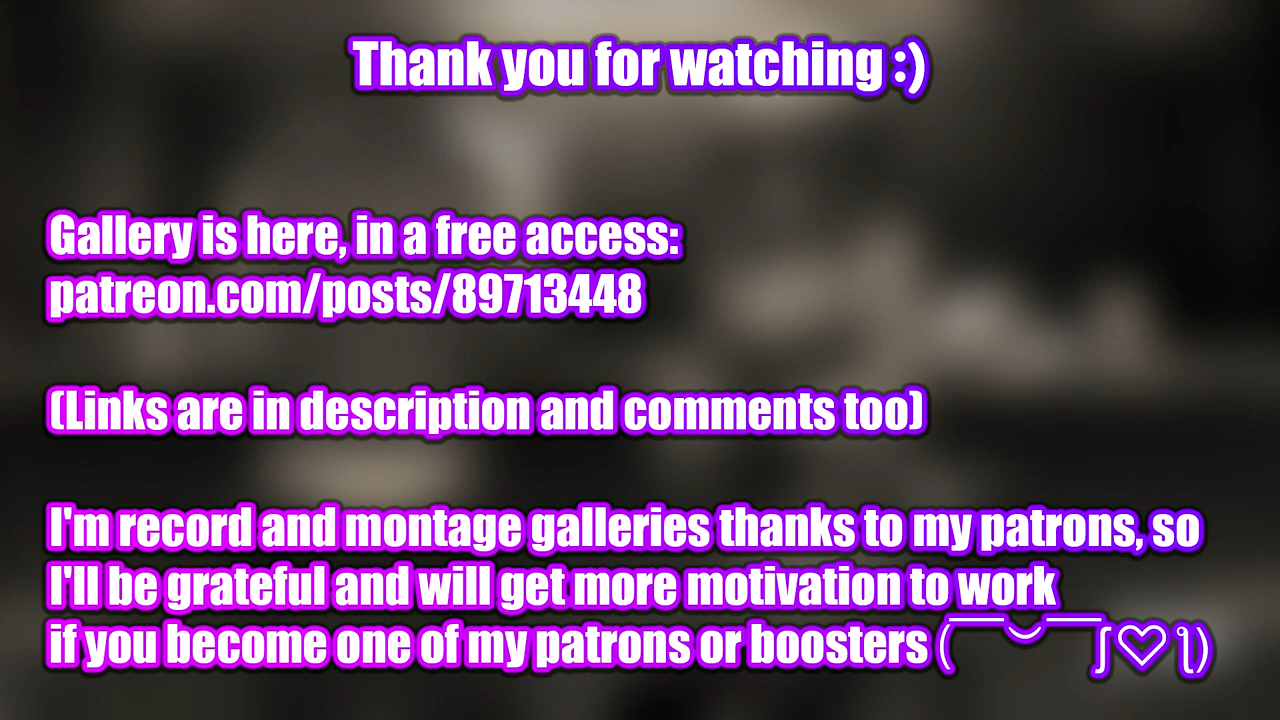 Thank you for watching :)
Gallery is here, in a free access:
patreon.com/posts/89713448
(Links are in description and comments too)
I'm record and montage galleries thanks to my patrons, so
I'll be grateful and will get more motivation to work
if you become one of my patrons or boosters (￣︶￣ʃ♡ƪ)